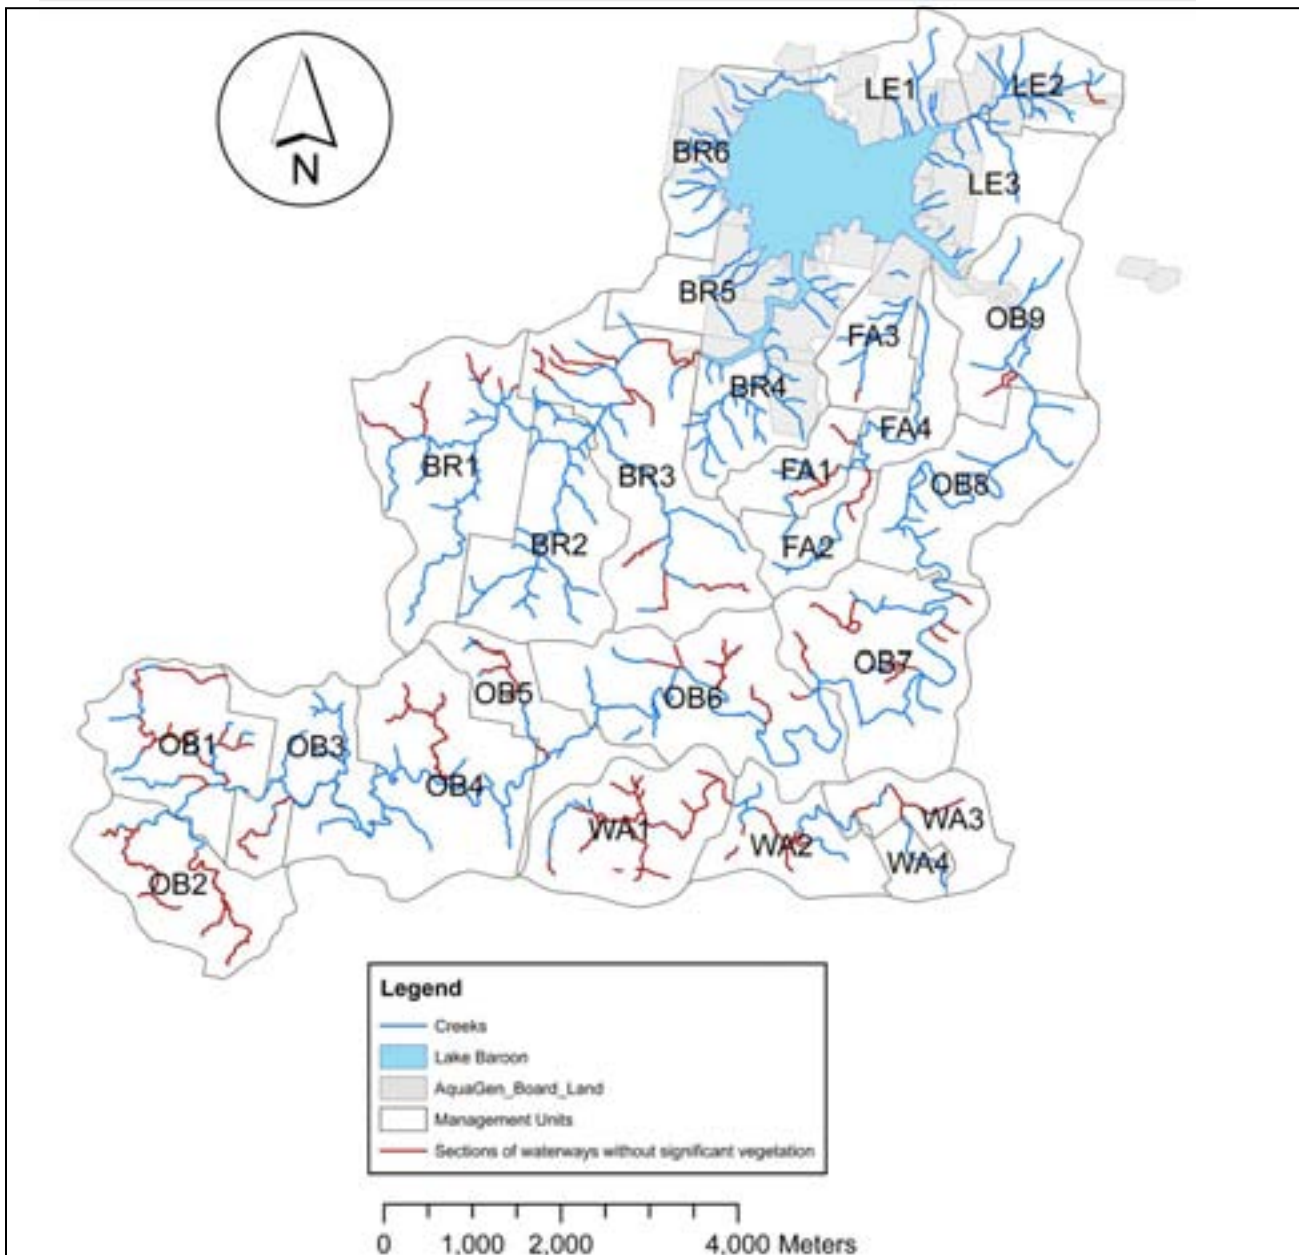 N
LE1
LE2
BR6
LE3
BR5
OB9
FA3
BR4
FA4
BR1
BR3
FA1
OB8
BR2
FA2
OB7
OB5
OB6
OB1
OB3
OB4
WA1
WA2
WA3
WA4
OB2
Legend
Creeks
Lake Baroon
AquaGen_Board_Land
Management Units
Sections of waterways without significant vegetation
0 1,000 2,000 4,000 Meters